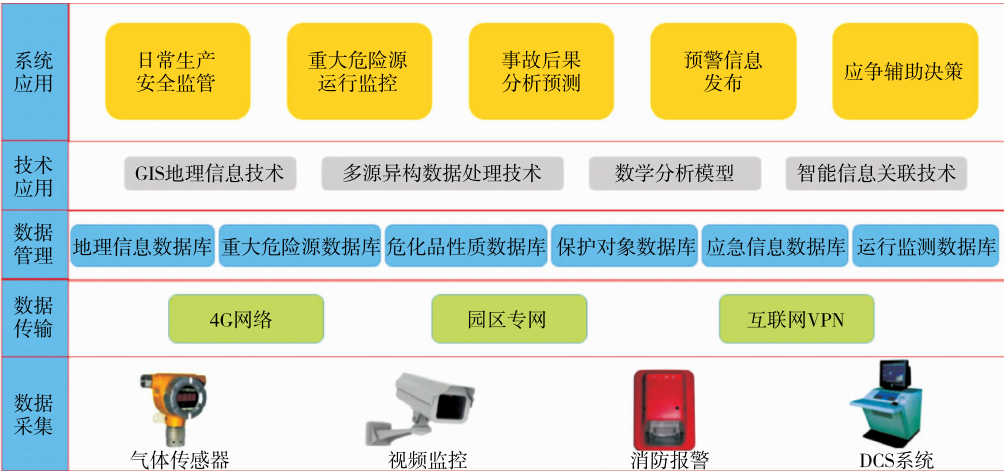 系统
应用
日常生产
安全监管
重大危险源
运行监控
事故后果
分析预测
预警信息
发布
应争辅助决策
技术
应用
GIS地理信息技术
多源异构数据处理技术
数学分析模型
智能信息关联技术
数据
管理
地理信息数据库
重大危险源数据库
危化品性质数据库
保护对象数据库
应急信息数据库
运行监测数据库
数据
传输
4G网络
园区专网
互联网VPN
数据
采集
气体传感器
视频监控
消防报警
DCS系统